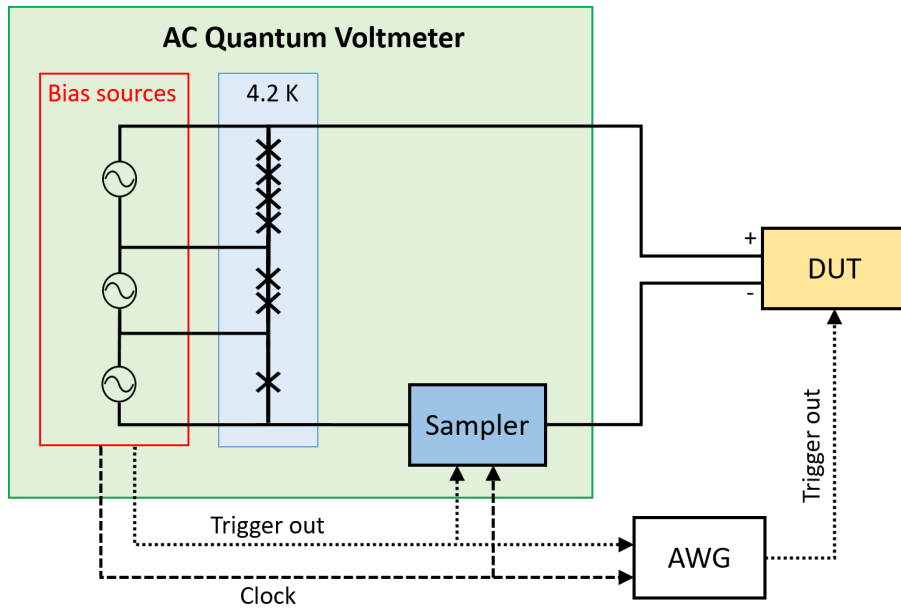 AC Quantum Voltmeter
Bias sources
4.2 K
+
DUT
-
Sampler
Trigger out
Trigger out
AWG
Clock